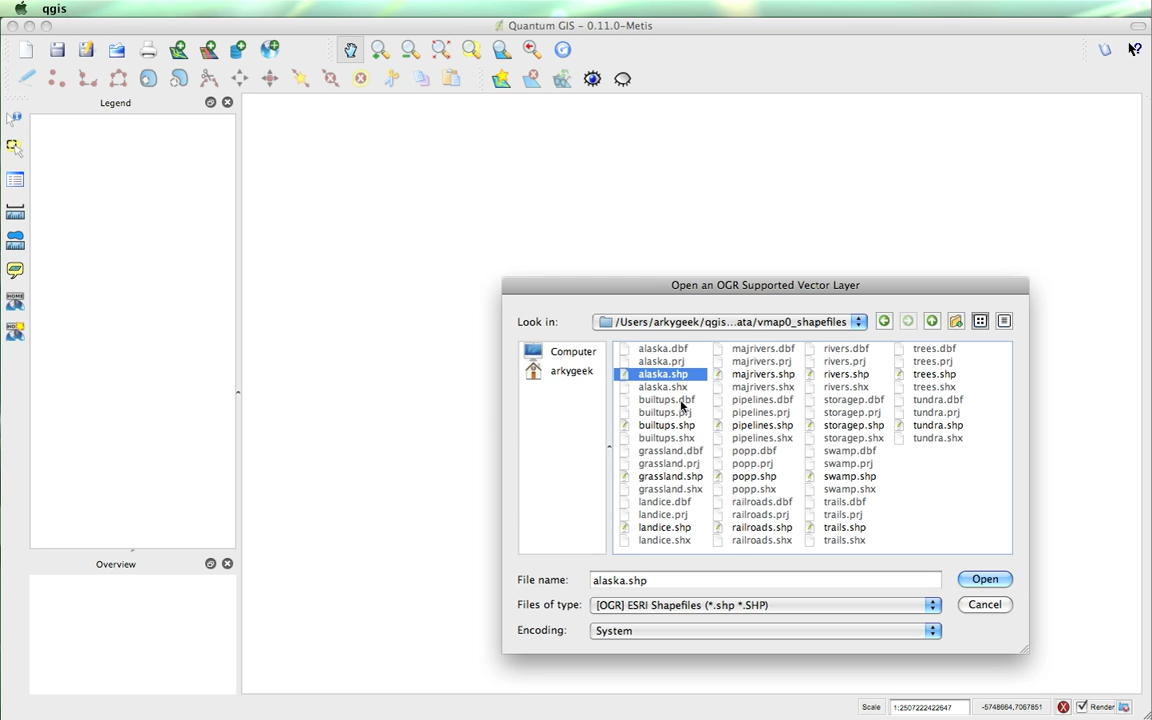 qgis
Quantum GIS - 0.11.0-Metis
Legend
HOME
Overview
Open an OGR Supported Vector Layer
Look in: /Users/arkygeek/qgis...ata/vmap0_shapefiles
Computer
arkygeek
alaska.dbf majrivers.dbf rivers.dbf trees.dbf
alaska.prj majrivers.prj rivers.prj trees.prj
alaska.shp majrivers.shp rivers.shp trees.shp
alaska.shx majrivers.shx rivers.shx trees.shx
builtups.dbf pipelines.dbf storagep.dbf tundra.dbf
builtups.prj pipelines.prj storagep.prj tundra.prj
builtups.shp pipelines.shp storagep.shp tundra.shp
builtups.shx pipelines.shx storagep.shx tundra.shx
grassland.dbf popp.dbf swamp.dbf
grassland.prj popp.prj swamp.prj
grassland.shp popp.shp swamp.shp
grassland.shx popp.shx swamp.shx
landice.dbf railroads.dbf trails.dbf
landice.prj railroads.prj trails.prj
landice.shp railroads.shp trails.shp
landice.shx railroads.shx trails.shx
File name: alaska.shp Open
Files of type: [OGR] ESRI Shapefiles (*.shp *.SHP) Cancel
Encoding: System
Scale 1:2507222422647 -5748664,7067851 Render